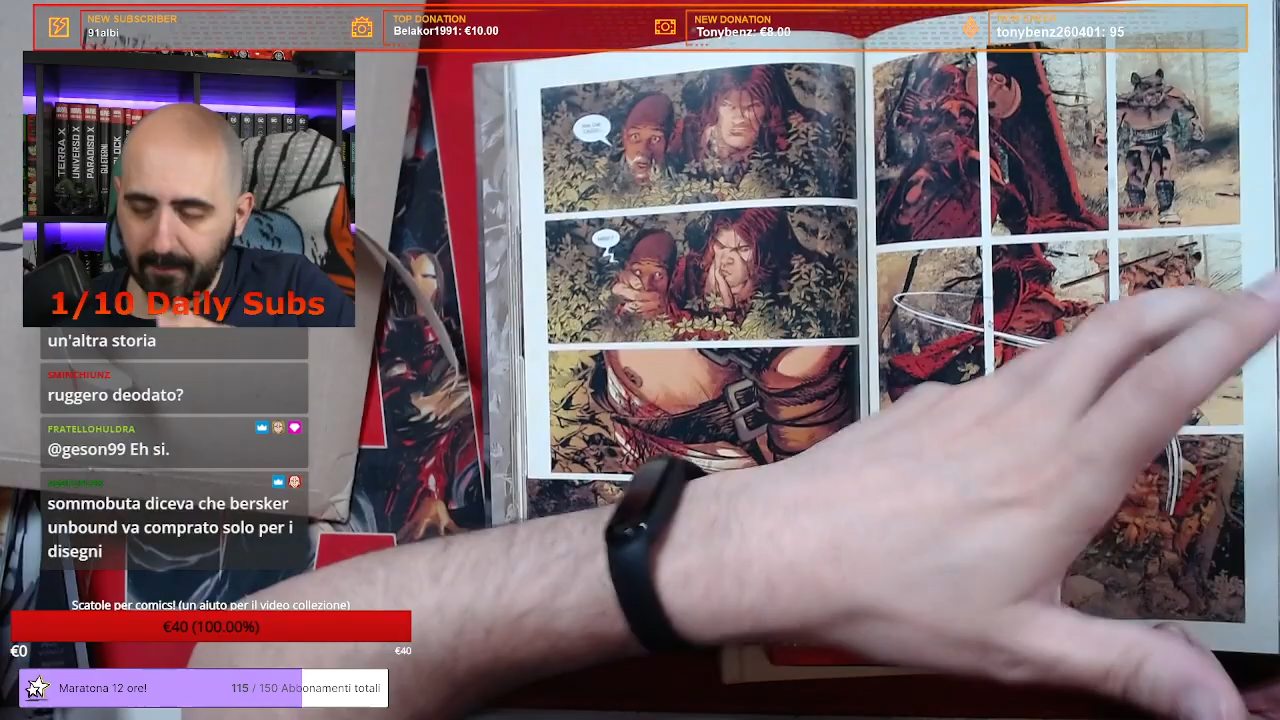 NEW SUBSCRIBER
91albi
TOP DONATION
Belakor1991: €10.00
NEW DONATION
Tonybenz: €8.00
tonybenz260401: 95
TERRA X
UNIVERSO X
PARADISO X
1/10 Daily Subs
un'altra storia
SMINCHIUNZ
ruggero deodato?
FRATELLOHULDRA
@geson99 Eh si.
sommobuta diceva che bersker
unbound va comprato solo per i
disegni
Scatole per comics! (un aiuto per il video collezione)
€40 (100.00%)
€0
€40
Maratona 12 ore!
115 / 150 Abbonamenti totali